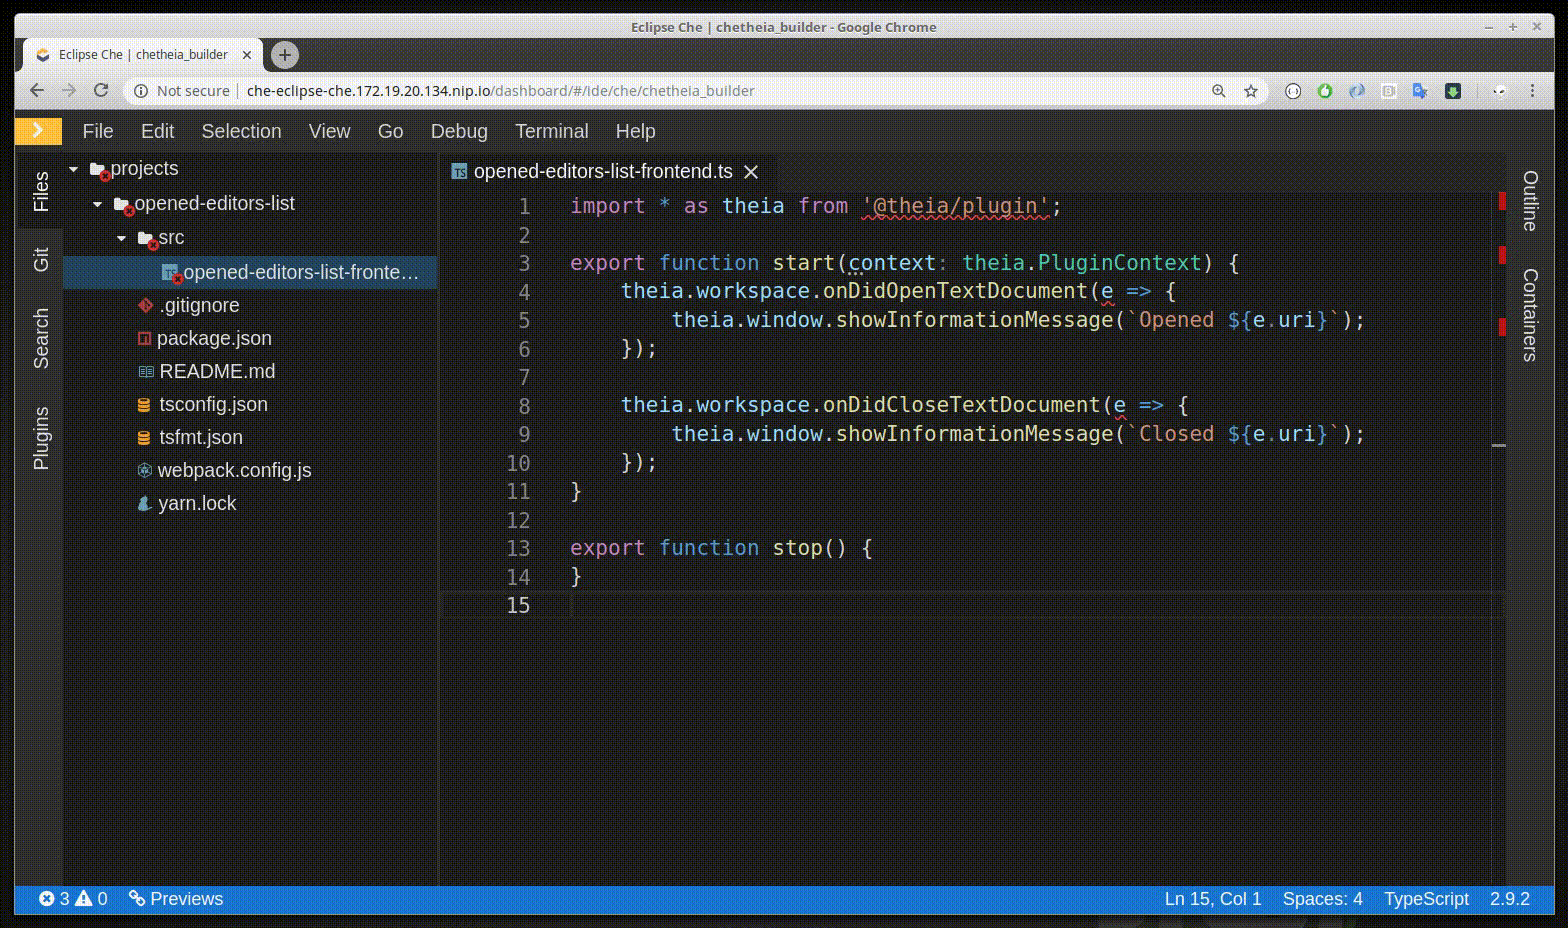 Eclipse Che | chetheia_builder - Google Chrome
Eclipse Che | chetheia_builder
Not secure | che-eclipse-che.172.19.20.134.nip.io/dashboard/#/ide/che/chetheia_builder
File Edit Selection View Go Debug Terminal Help
Files
Git
Search
Plugins
projects
opened-editors-list
src
opened-editors-list-fronte...
.gitignore
package.json
README.md
tsconfig.json
tsfmt.json
webpack.config.js
yarn.lock
opened-editors-list-frontend.ts
1 import * as theia from '@theia/plugin';
2
3 export function start(context: theia.PluginContext) {
4     theia.workspace.onDidOpenTextDocument(e => {
5         theia.window.showInformationMessage(`Opened ${e.uri}`);
6     });
7
8     theia.workspace.onDidCloseTextDocument(e => {
9         theia.window.showInformationMessage(`Closed ${e.uri}`);
10     });
11 }
12
13 export function stop() {
14 }
15
Outline
Containers
3 0 Previews
Ln 15, Col 1 Spaces: 4 TypeScript 2.9.2